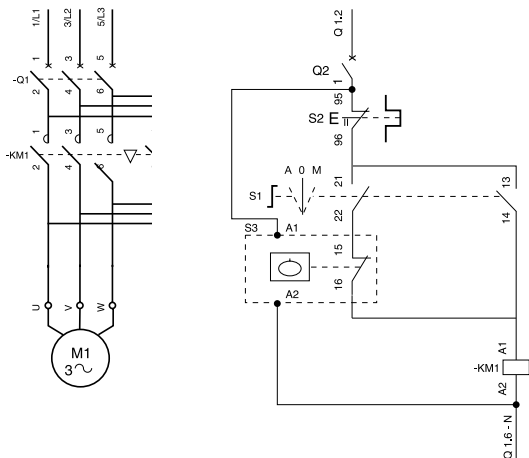 1/L1 3/L2 5/L3
1 3 5
-Q1
2 4 6
1 3 5
-KM1
2 4 6
U V W
M1
3
Q 1.2
Q2
1
95
S2 E
96
A 0 M
S1
21
13
22
14
S3 A1
15
16
A2
A1
-KM1
A2
Q 1.6 - N